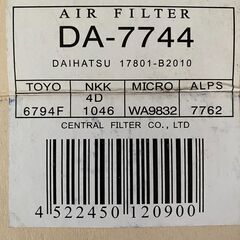 AIR FILTER
DA-7744
DAIHATSU 17801-B2010
TOYO NKK MICRO ALPS
4D
6794F 1046 WA9832 7762
CENTRAL FILTER CO., LTD
4 522450 120900